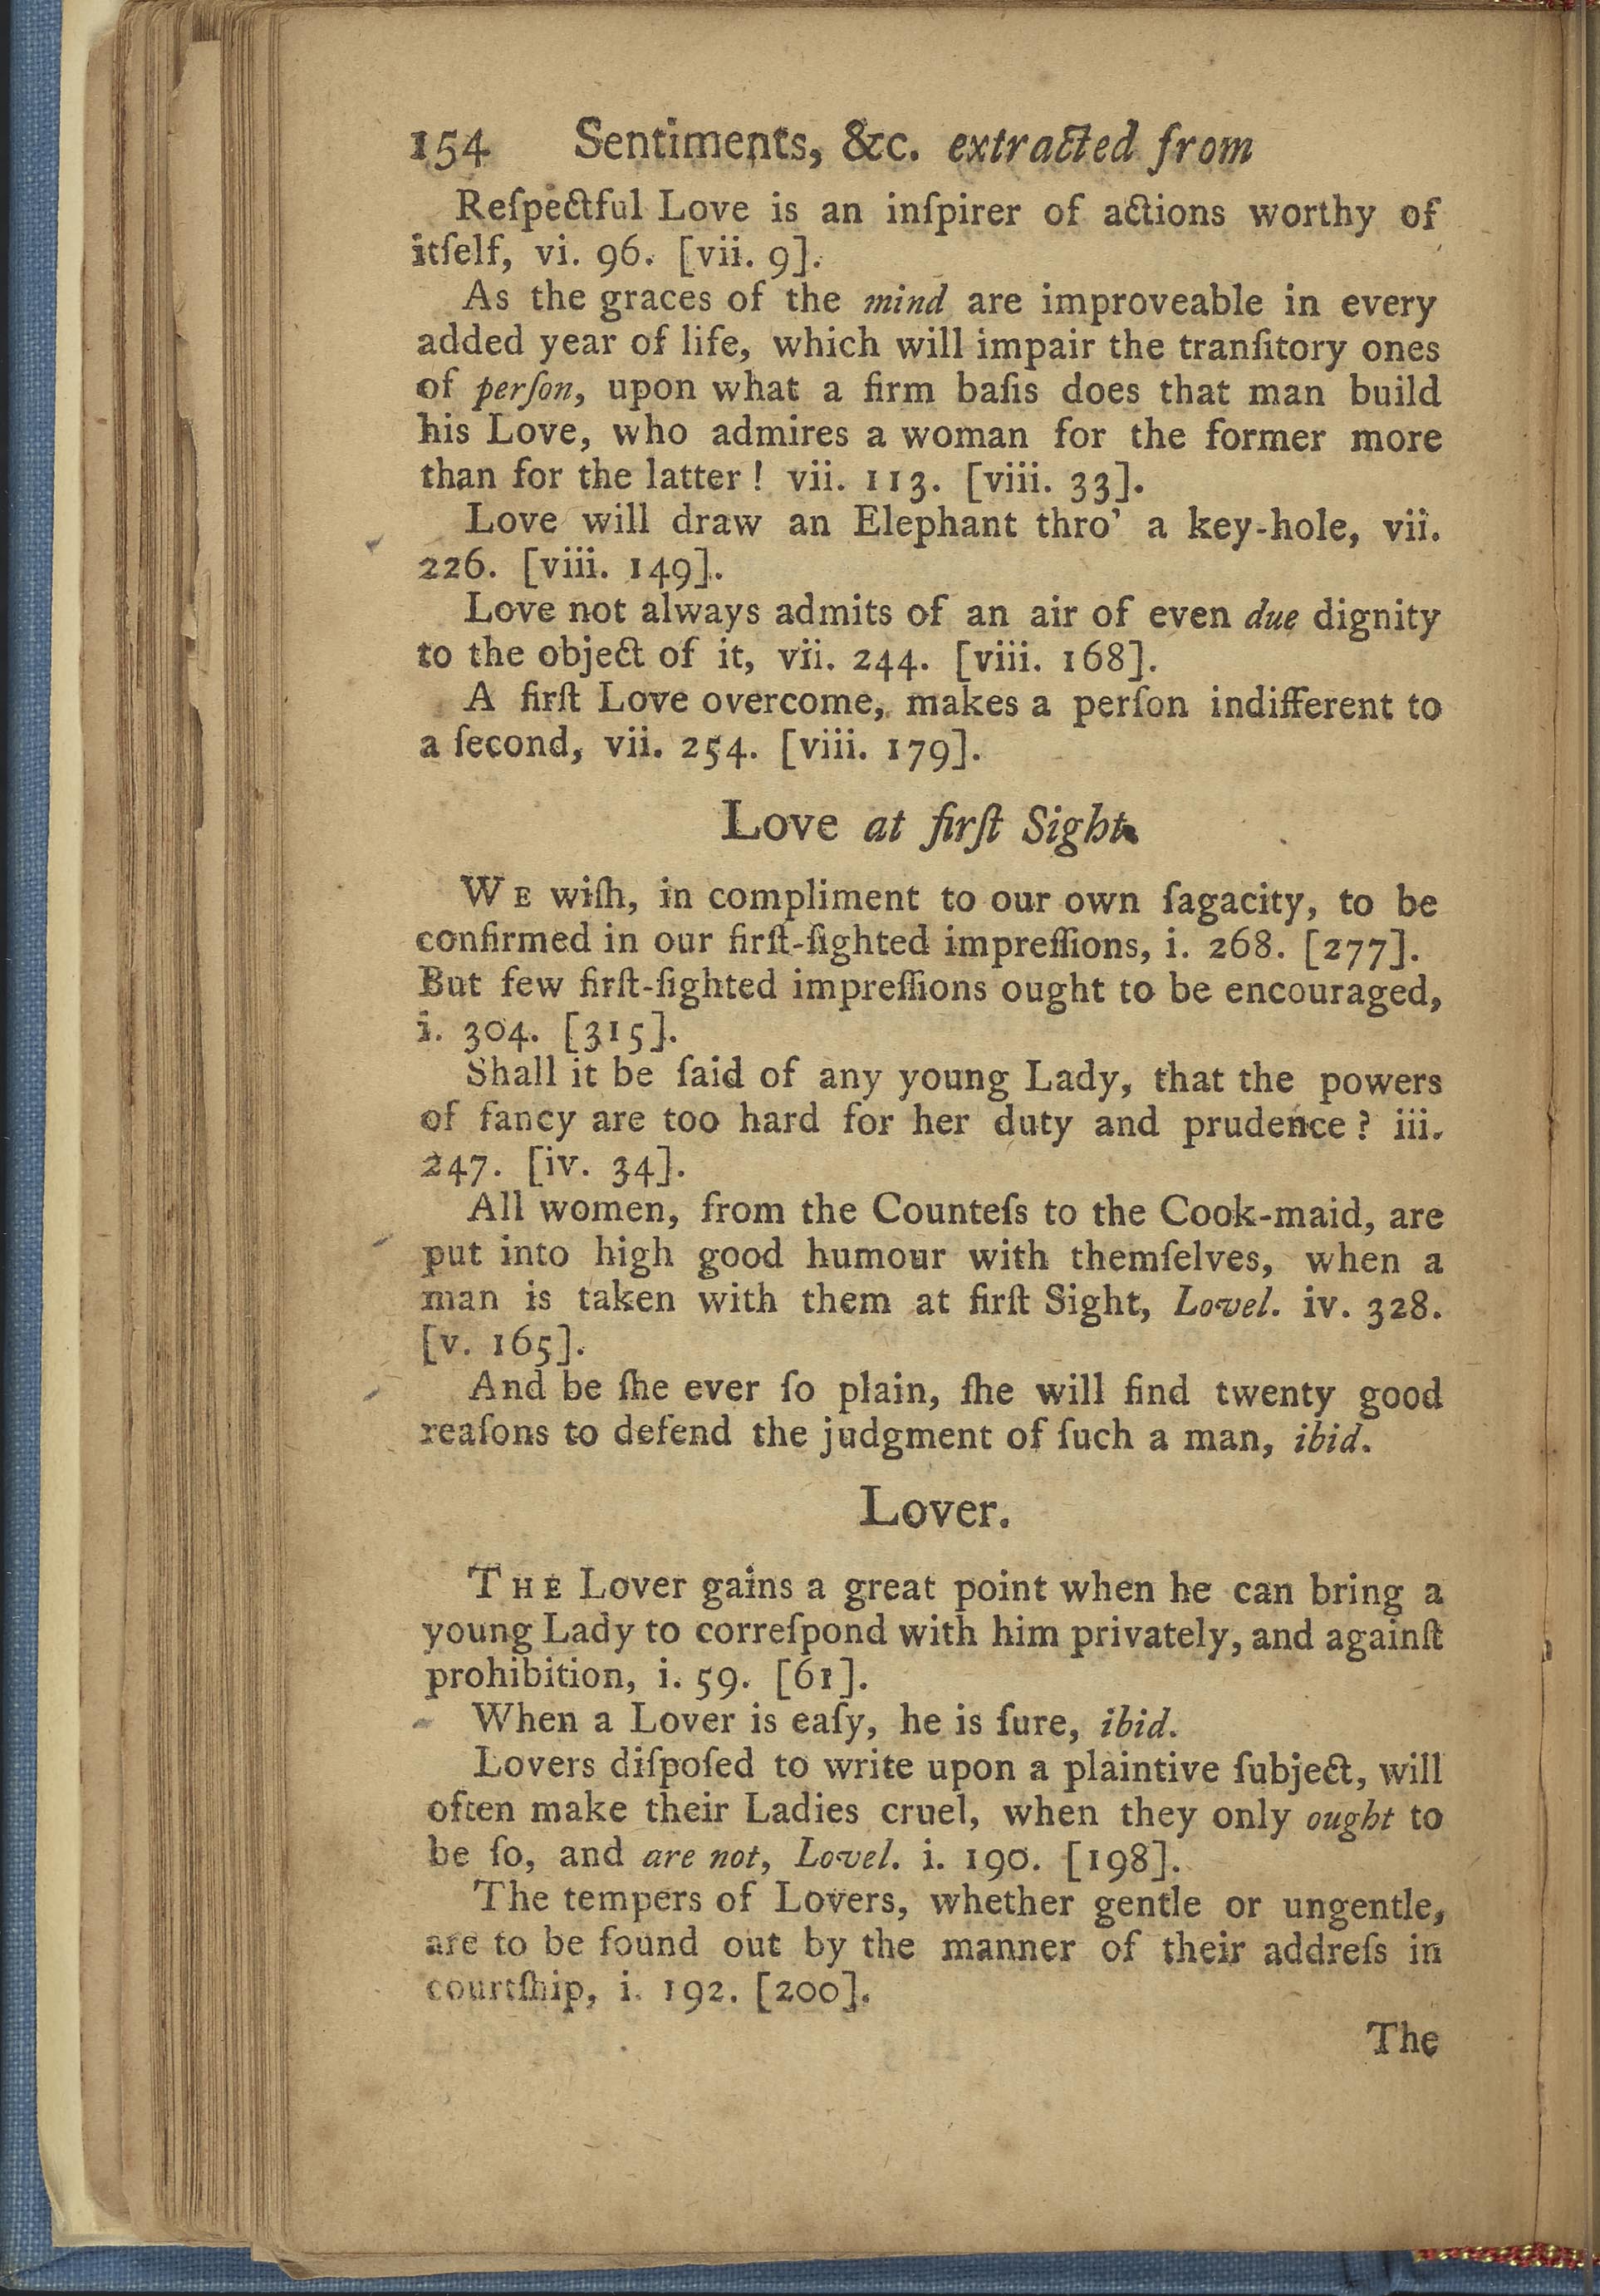 154 Sentiments, &c. extracted from
Reſpectful Love is an inſpirer of actions worthy of
itſelf, vi. 96. [vii. 9].
As the graces of the mind are improveable in every
added year of life, which will impair the tranſitory ones
of perſon, upon what a firm baſis does that man build
his Love, who admires a woman for the former more
than for the latter! vii. 113. [viii. 33].
Love will draw an Elephant thro' a key-hole, vii.
226. [viii. 149].
Love not always admits of an air of even due dignity
to the object of it, vii. 244. [viii. 168].
A firſt Love overcome, makes a perſon indifferent to
a ſecond, vii. 254. [viii. 179].
Love at firſt Sight.
WE wiſh, in compliment to our own ſagacity, to be
confirmed in our firſt-ſighted impreſſions, i. 268. [277].
But few firſt-ſighted impreſſions ought to be encouraged,
i. 304. [315].
Shall it be ſaid of any young Lady, that the powers
of fancy are too hard for her duty and prudence? iii.
247. [iv. 34].
All women, from the Counteſs to the Cook-maid, are
put into high good humour with themſelves, when a
man is taken with them at firſt Sight, Lovel. iv. 328.
[v. 165].
And be ſhe ever ſo plain, ſhe will find twenty good
reaſons to defend the judgment of ſuch a man, ibid.
Lover.
THE Lover gains a great point when he can bring a
young Lady to correſpond with him privately, and againſt
prohibition, i. 59. [61].
When a Lover is eaſy, he is ſure, ibid.
Lovers diſpoſed to write upon a plaintive ſubject, will
often make their Ladies cruel, when they only ought to
be ſo, and are not, Lovel. i. 190. [198].
The tempers of Lovers, whether gentle or ungentle,
are to be found out by the manner of their addreſs in
courtſhip, i. 192. [200].
The